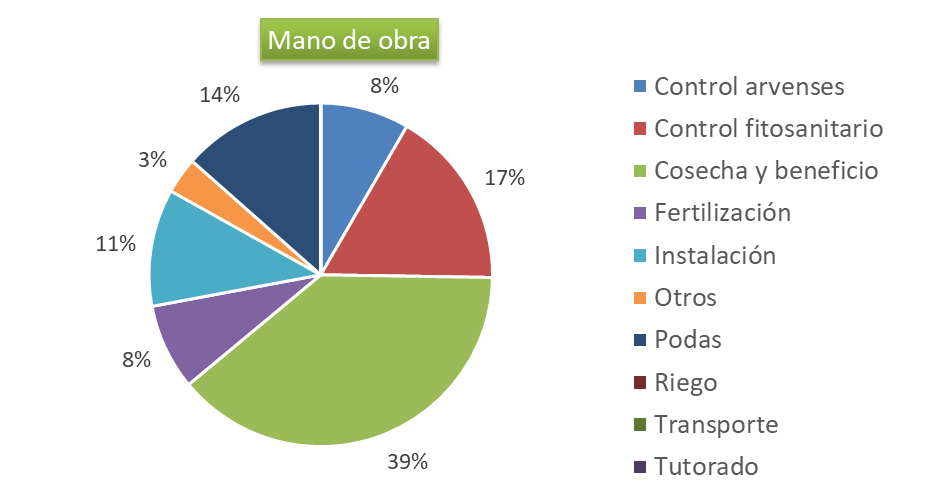 Mano de obra
8%
17%
39%
8%
11%
3%
14%
Control arvenses
Control fitosanitario
Cosecha y beneficio
Fertilización
Instalación
Otros
Podas
Riego
Transporte
Tutorado